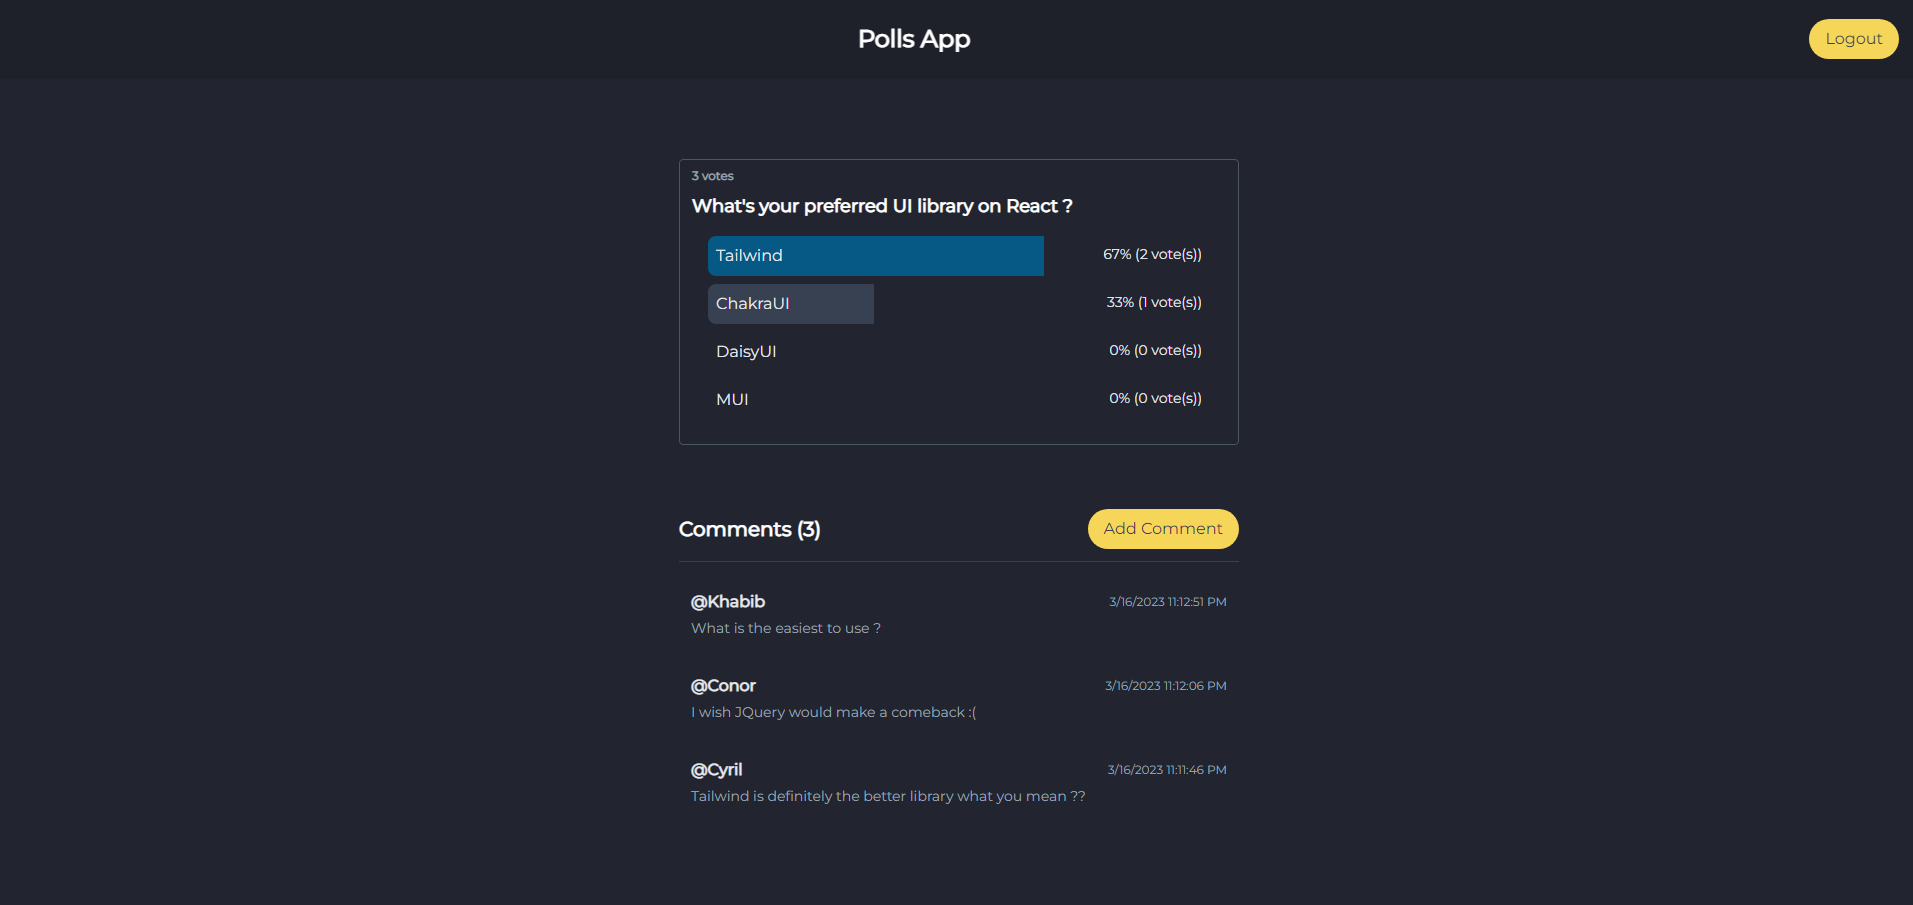 Polls App
Logout
3 votes
What's your preferred UI library on React ?
Tailwind 67% (2 vote(s))
ChakraUI 33% (1 vote(s))
DaisyUI 0% (0 vote(s))
MUI 0% (0 vote(s))
Comments (3) Add Comment
@Khabib 3/16/2023 11:12:51 PM
What is the easiest to use ?
@Conor 3/16/2023 11:12:06 PM
I wish JQuery would make a comeback :(
@Cyril 3/16/2023 11:11:46 PM
Tailwind is definitely the better library what you mean ??